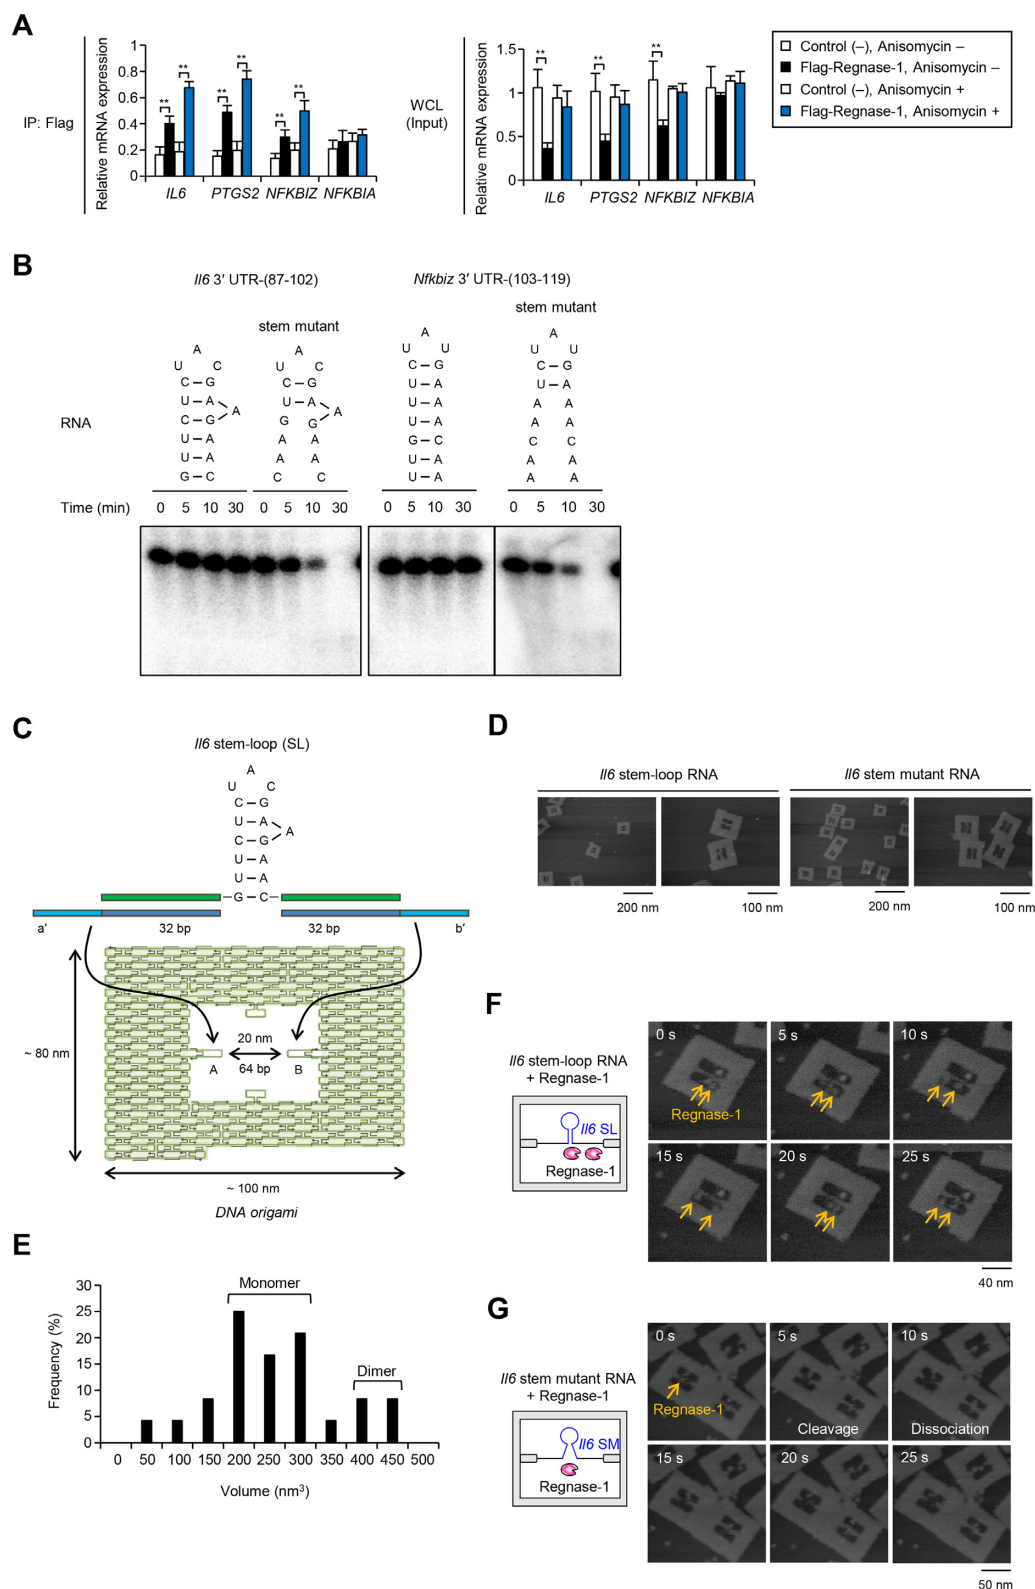 A
Relative mRNA expression
IP: Flag
1
0.8
0.6
0.4
0.2
0
** ** ** ** ** **
IL6 PTGS2 NFKBIZ NFKBIA
WCL
(Input)
Relative mRNA expression
1.5
1
0.5
0
** ** **
IL6 PTGS2 NFKBIZ NFKBIA
Control (–), Anisomycin –
Flag-Regnase-1, Anisomycin –
Control (–), Anisomycin +
Flag-Regnase-1, Anisomycin +
B
Il6 3′ UTR-(87-102)
Nfkbiz 3′ UTR-(103-119)
stem mutant
stem mutant
RNA
A
U C
C – G
U – A
C – G A
U – A
U – A
G – C
A
U C
C – G
U – A
G G A
A A
A A
C C
A
U U
C – G
U – A
U – A
U – A
G – C
U – A
U – A
A
U U
C – G
U – A
A A
A A
C C
A A
A A
Time (min) 0 5 10 30 0 5 10 30 0 5 10 30 0 5 10 30
C
Il6 stem-loop (SL)
A
U C
C – G
U – A
C – G A
U – A
U – A
G – C
a′ 32 bp 32 bp b′
~ 80 nm
20 nm
A 64 bp B
~ 100 nm
DNA origami
D
Il6 stem-loop RNA Il6 stem mutant RNA
200 nm 100 nm 200 nm 100 nm
E
Frequency (%)
30
25
20
15
10
5
0
Monomer
Dimer
0 50 100 150 200 250 300 350 400 450 500
Volume (nm³)
F
Il6 stem-loop RNA
+ Regnase-1
Il6 SL
Regnase-1
0 s 5 s 10 s
Regnase-1
15 s 20 s 25 s
40 nm
G
Il6 stem mutant RNA
+ Regnase-1
Il6 SM
Regnase-1
0 s 5 s 10 s
Regnase-1
Cleavage Dissociation
15 s 20 s 25 s
50 nm